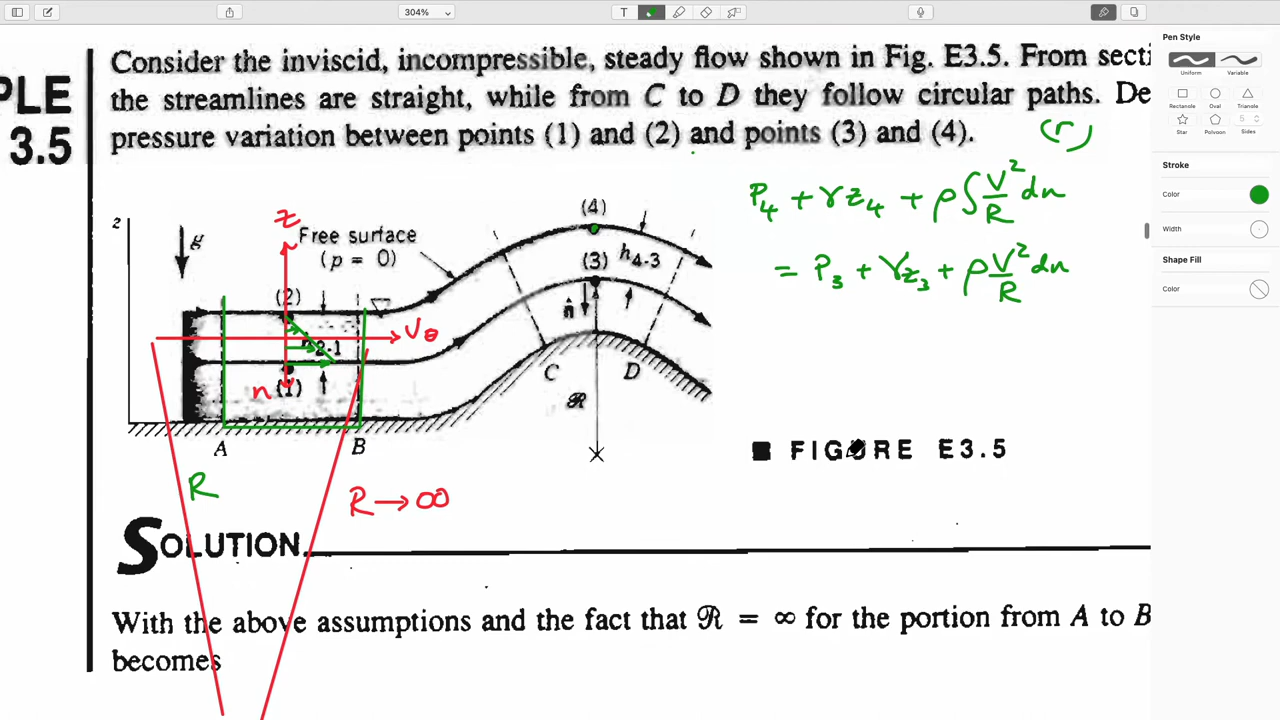 304%
T
PLE
3.5
Consider the inviscid, incompressible, steady flow shown in Fig. E3.5. From secti
the streamlines are straight, while from C to D they follow circular paths. De
pressure variation between points (1) and (2) and points (3) and (4).
(r)
P₄ + γz₄ + ρ∫V²/R dn
= P₃ + γz₃ + ρV²/R dn
z
g
z
Free surface
(p = 0)
(4)
(3)
h4-3
n̂
(2)
Vθ
2-1
n
(1)
C
D
ℛ
A
B
FIGURE E3.5
R
R → ∞
SOLUTION
With the above assumptions and the fact that ℛ = ∞ for the portion from A to B
becomes
Pen Style
Uniform
Variable
Rectangle
Oval
Triangle
Star
Polygon
5
Sides
Stroke
Color
Width
Shape Fill
Color